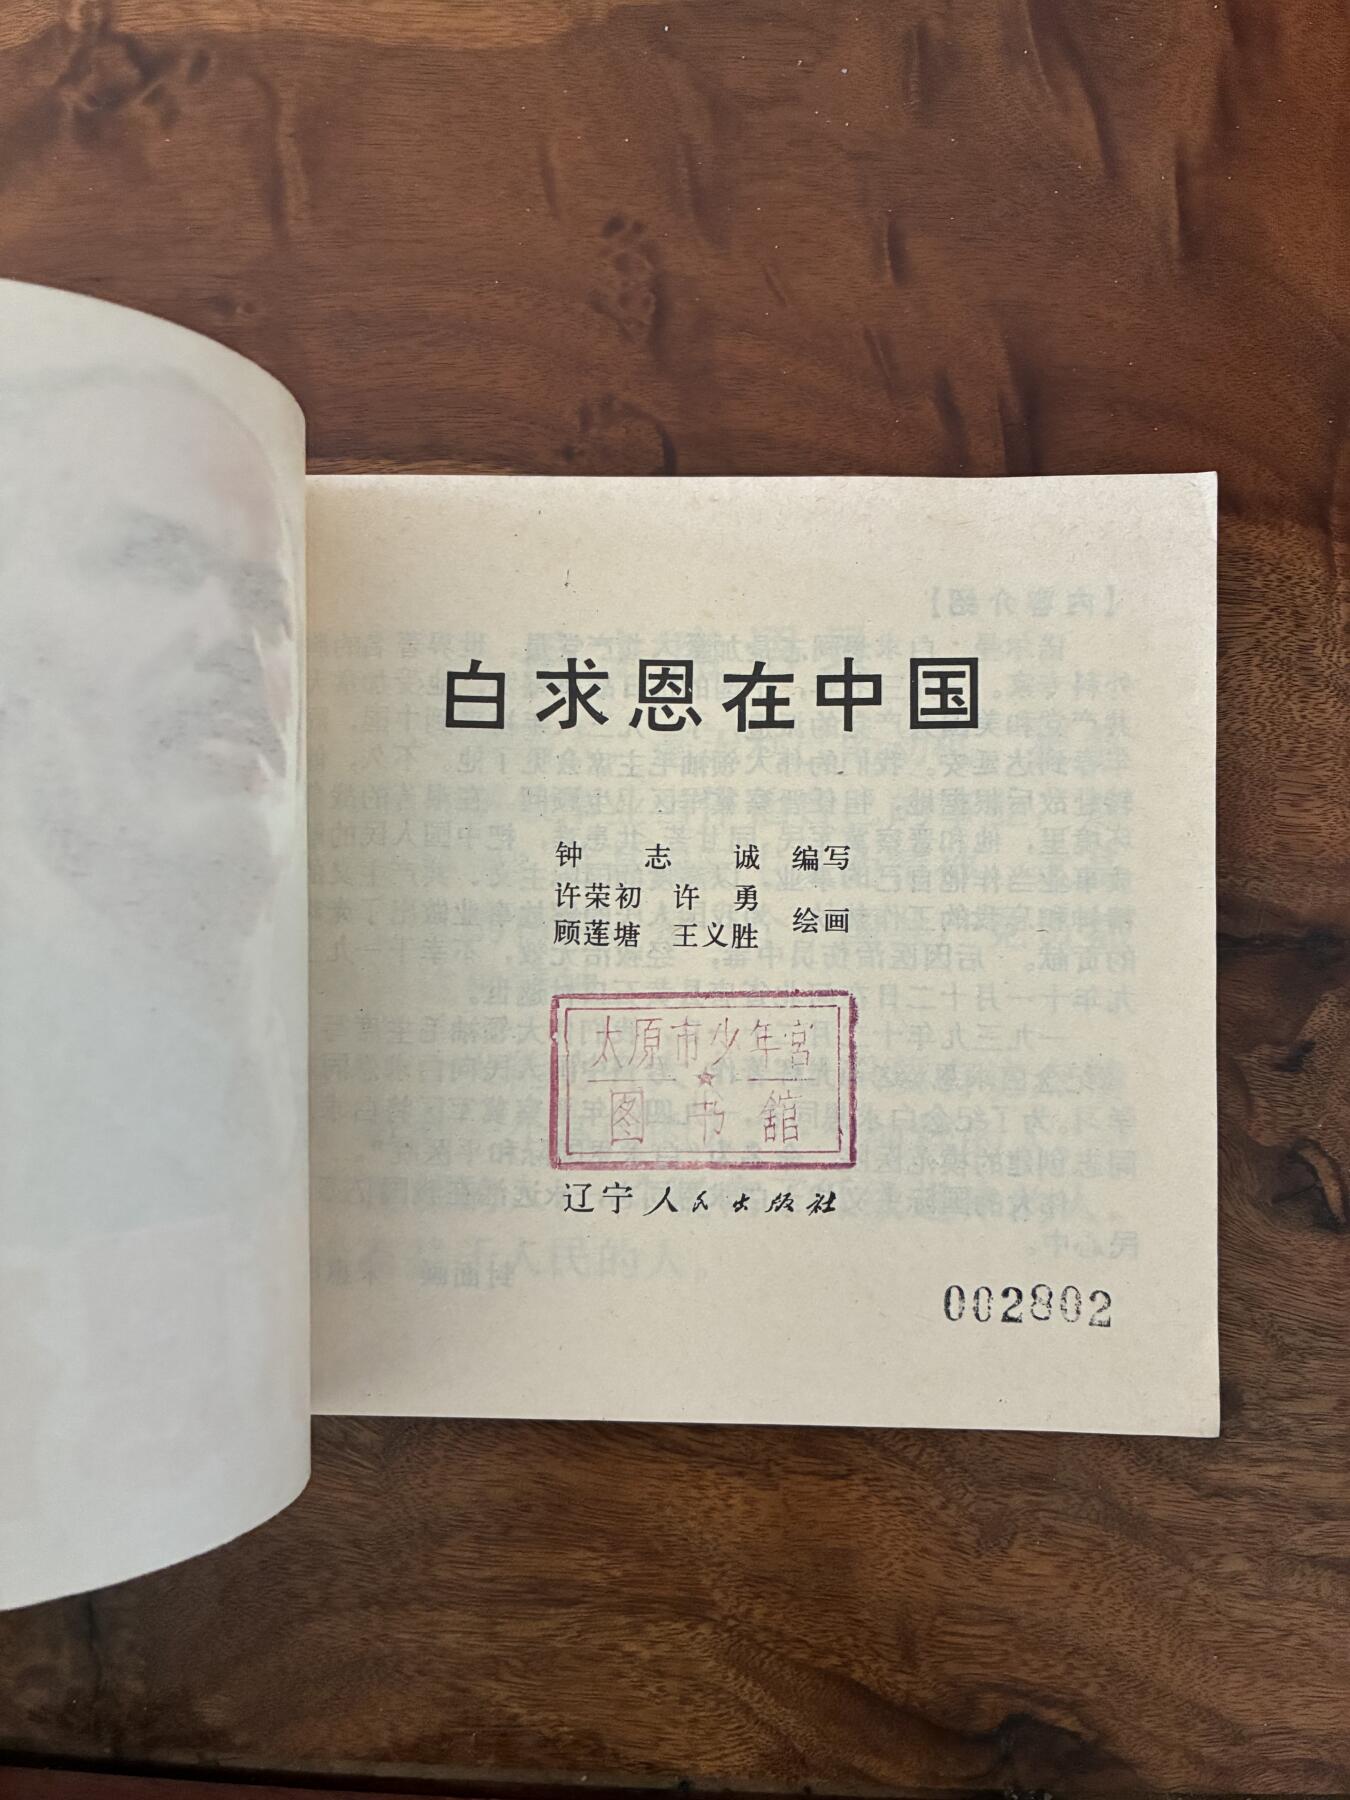 白求恩在中国
钟志诚 编写
许荣初 许勇
顾莲塘 王义胜 绘画
太原市少年宫
图书馆
辽宁人民出版社
002802